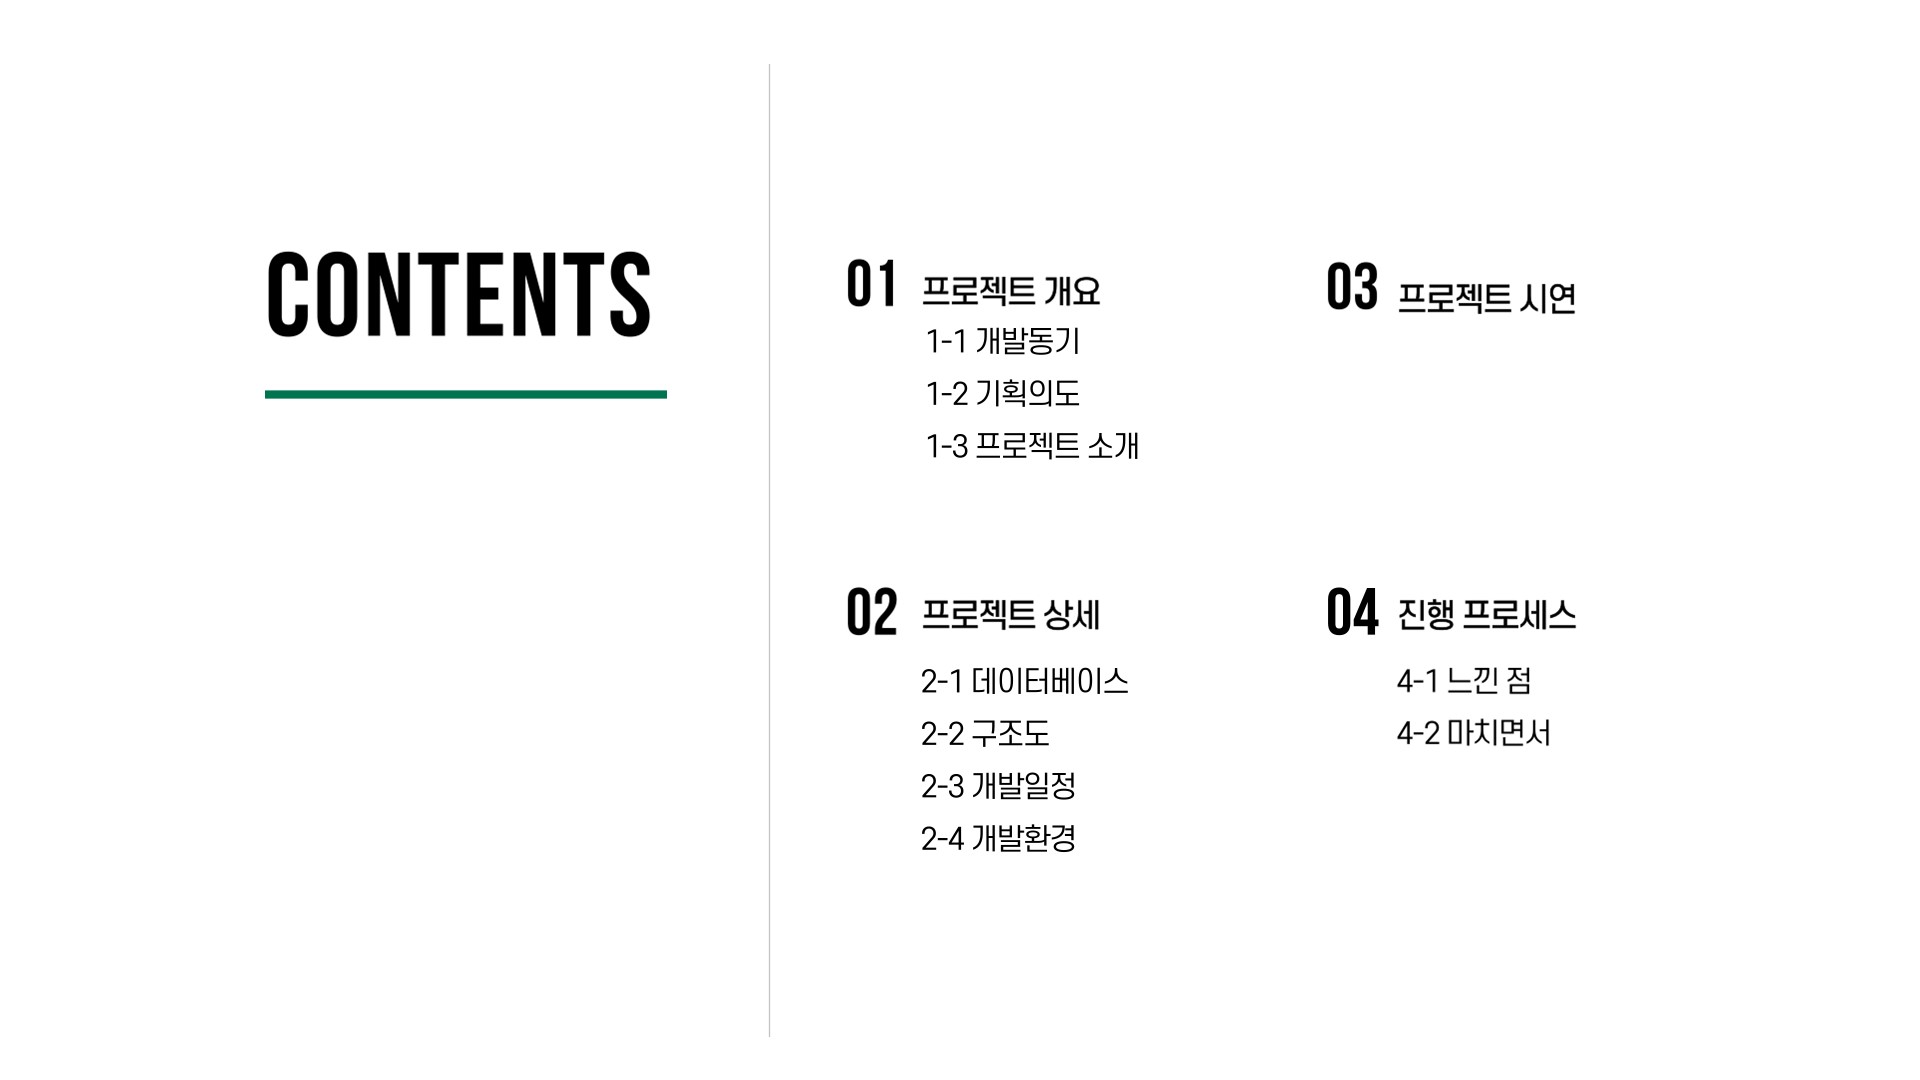 CONTENTS
01 프로젝트 개요
1-1 개발동기
1-2 기획의도
1-3 프로젝트 소개
02 프로젝트 상세
2-1 데이터베이스
2-2 구조도
2-3 개발일정
2-4 개발환경
03 프로젝트 시연
04 진행 프로세스
4-1 느낀 점
4-2 마치면서